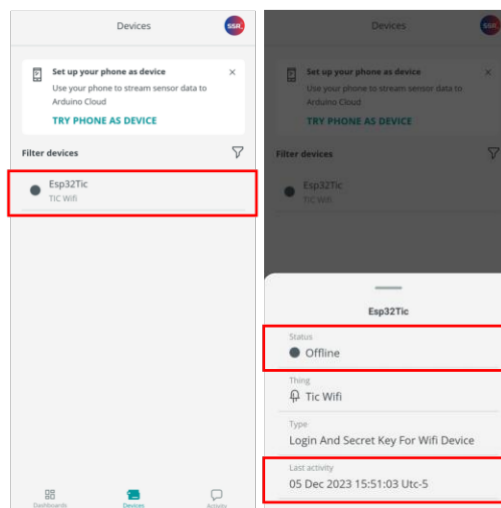 Devices
SSR
Set up your phone as device
Use your phone to stream sensor data to
Arduino Cloud
TRY PHONE AS DEVICE
Filter devices
Esp32Tic
TIC Wifi
Dashboards
Devices
Activity
Devices
SSR
Set up your phone as device
Use your phone to stream sensor data to
Arduino Cloud
TRY PHONE AS DEVICE
Filter devices
Esp32Tic
TIC Wifi
Esp32Tic
Status
Offline
Thing
Tic Wifi
Type
Login And Secret Key For Wifi Device
Last activity
05 Dec 2023 15:51:03 Utc-5